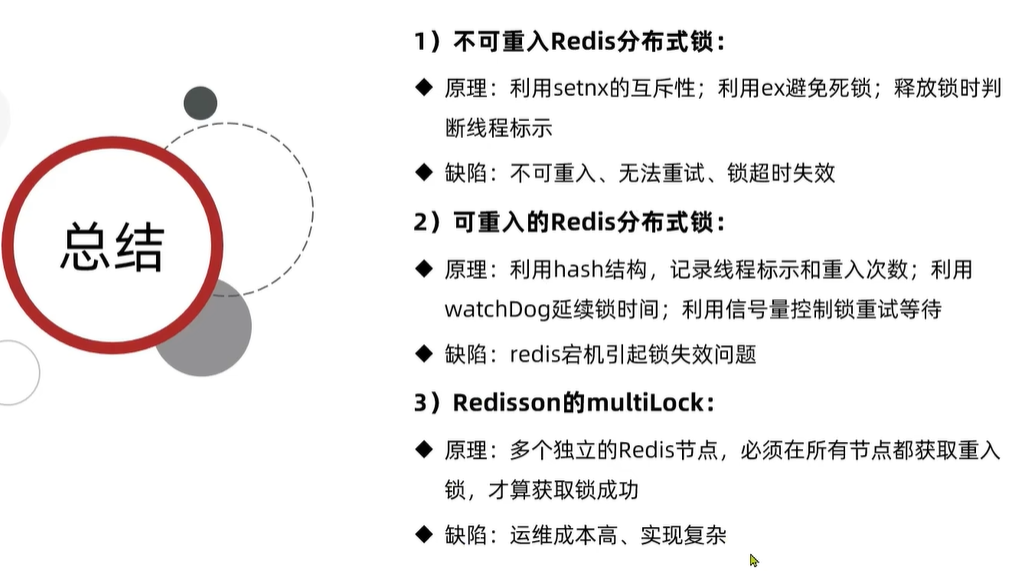 总结
1）不可重入Redis分布式锁：
◆ 原理：利用setnx的互斥性；利用ex避免死锁；释放锁时判
断线程标示
◆ 缺陷：不可重入、无法重试、锁超时失效
2）可重入的Redis分布式锁：
◆ 原理：利用hash结构，记录线程标示和重入次数；利用
watchDog延续锁时间；利用信号量控制锁重试等待
◆ 缺陷：redis宕机引起锁失效问题
3）Redisson的multiLock：
◆ 原理：多个独立的Redis节点，必须在所有节点都获取重入
锁，才算获取锁成功
◆ 缺陷：运维成本高、实现复杂